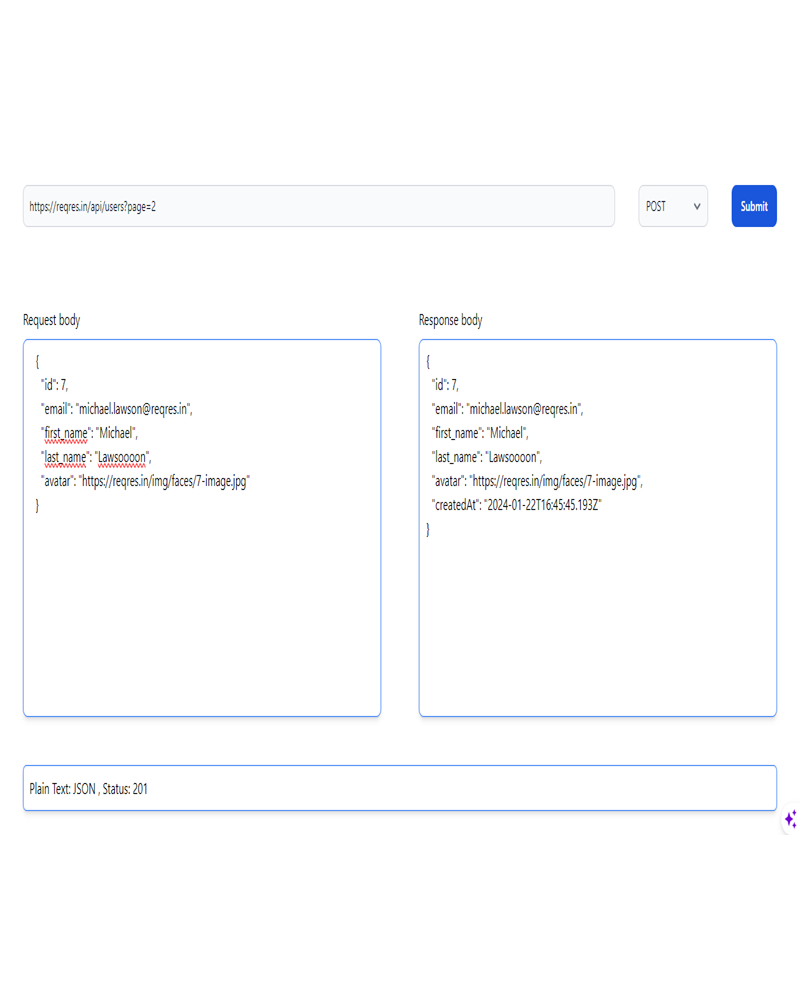 https://reqres.in/api/users?page=2
POST
Submit
Request body
{
"id": 7,
"email": "michael.lawson@reqres.in",
"first_name": "Michael",
"last_name": "Lawsoooon",
"avatar": "https://reqres.in/img/faces/7-image.jpg"
}
Response body
{
"id": 7,
"email": "michael.lawson@reqres.in",
"first_name": "Michael",
"last_name": "Lawsoooon",
"avatar": "https://reqres.in/img/faces/7-image.jpg",
"createdAt": "2024-01-22T16:45:45.193Z"
}
Plain Text: JSON , Status: 201